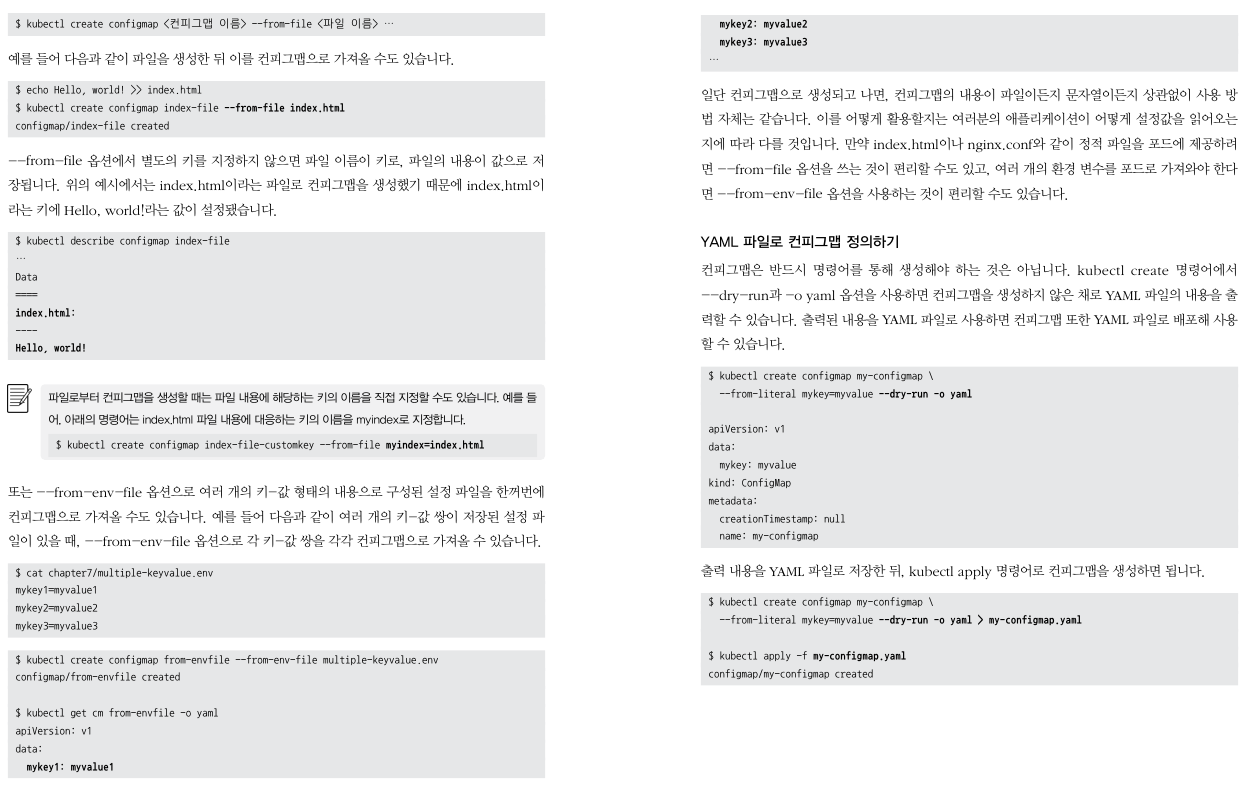 $ kubectl create configmap <컨피그맵 이름> --from-file <파일 이름> …
예를 들어 다음과 같이 파일을 생성한 뒤 이를 컨피그맵으로 가져올 수도 있습니다.
$ echo Hello, world! >> index.html
$ kubectl create configmap index-file --from-file index.html
configmap/index-file created
--from-file 옵션에서 별도의 키를 지정하지 않으면 파일 이름이 키로, 파일의 내용이 값으로 저
장됩니다. 위의 예시에서는 index.html이라는 파일로 컨피그맵을 생성했기 때문에 index.html이
라는 키에 Hello, world!라는 값이 설정됐습니다.
$ kubectl describe configmap index-file
…
Data
====
index.html:
----
Hello, world!
파일로부터 컨피그맵을 생성할 때는 파일 내용에 해당하는 키의 이름을 직접 지정할 수도 있습니다. 예를 들
어, 아래의 명령어는 index.html 파일 내용에 대응하는 키의 이름을 myindex로 지정합니다.
$ kubectl create configmap index-file-customkey --from-file myindex=index.html
또는 --from-env-file 옵션으로 여러 개의 키-값 형태의 내용으로 구성된 설정 파일을 한꺼번에
컨피그맵으로 가져올 수도 있습니다. 예를 들어 다음과 같이 여러 개의 키-값 쌍이 저장된 설정 파
일이 있을 때, --from-env-file 옵션으로 각 키-값 쌍을 각각 컨피그맵으로 가져올 수 있습니다.
$ cat chapter7/multiple-keyvalue.env
mykey1=myvalue1
mykey2=myvalue2
mykey3=myvalue3
$ kubectl create configmap from-envfile --from-env-file multiple-keyvalue.env
configmap/from-envfile created
$ kubectl get cm from-envfile -o yaml
apiVersion: v1
data:
  mykey1: myvalue1
  mykey2: myvalue2
  mykey3: myvalue3
…
일단 컨피그맵으로 생성되고 나면, 컨피그맵의 내용이 파일이든지 문자열이든지 상관없이 사용 방
법 자체는 같습니다. 이를 어떻게 활용할지는 여러분의 애플리케이션이 어떻게 설정값을 읽어오는
지에 따라 다를 것입니다. 만약 index.html이나 nginx.conf와 같이 정적 파일을 포드에 제공하려
면 --from-file 옵션을 쓰는 것이 편리할 수도 있고, 여러 개의 환경 변수를 포드로 가져와야 한다
면 --from-env-file 옵션을 사용하는 것이 편리할 수도 있습니다.
YAML 파일로 컨피그맵 정의하기
컨피그맵은 반드시 명령어를 통해 생성해야 하는 것은 아닙니다. kubectl create 명령어에서
--dry-run과 -o yaml 옵션을 사용하면 컨피그맵을 생성하지 않은 채로 YAML 파일의 내용을 출
력할 수 있습니다. 출력된 내용을 YAML 파일로 사용하면 컨피그맵 또한 YAML 파일로 배포해 사용
할 수 있습니다.
$ kubectl create configmap my-configmap \
  --from-literal mykey=myvalue --dry-run -o yaml
apiVersion: v1
data:
  mykey: myvalue
kind: ConfigMap
metadata:
  creationTimestamp: null
  name: my-configmap
출력 내용을 YAML 파일로 저장한 뒤, kubectl apply 명령어로 컨피그맵을 생성하면 됩니다.
$ kubectl create configmap my-configmap \
  --from-literal mykey=myvalue --dry-run -o yaml > my-configmap.yaml
$ kubectl apply -f my-configmap.yaml
configmap/my-configmap created